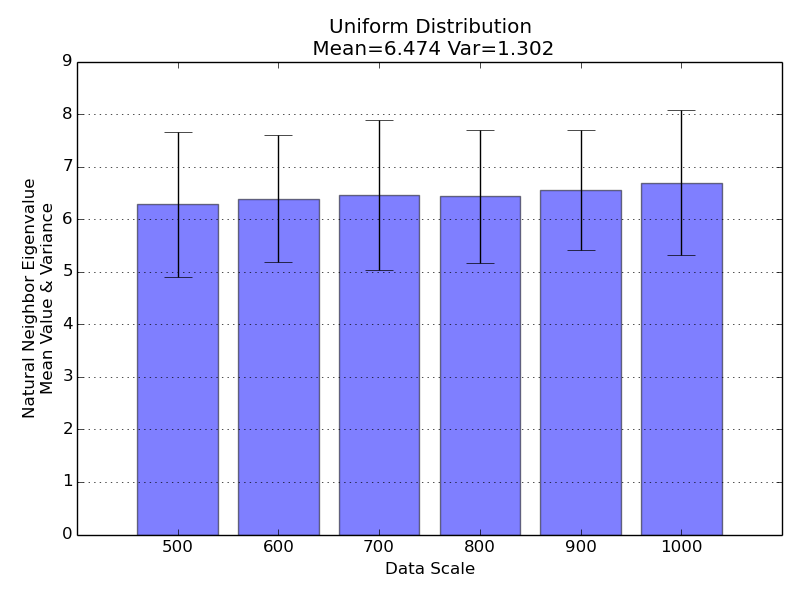 Uniform Distribution
Mean=6.474 Var=1.302
9
8
7
6
5
4
3
2
1
0
Natural Neighbor Eigenvalue
Mean Value & Variance
500 600 700 800 900 1000
Data Scale